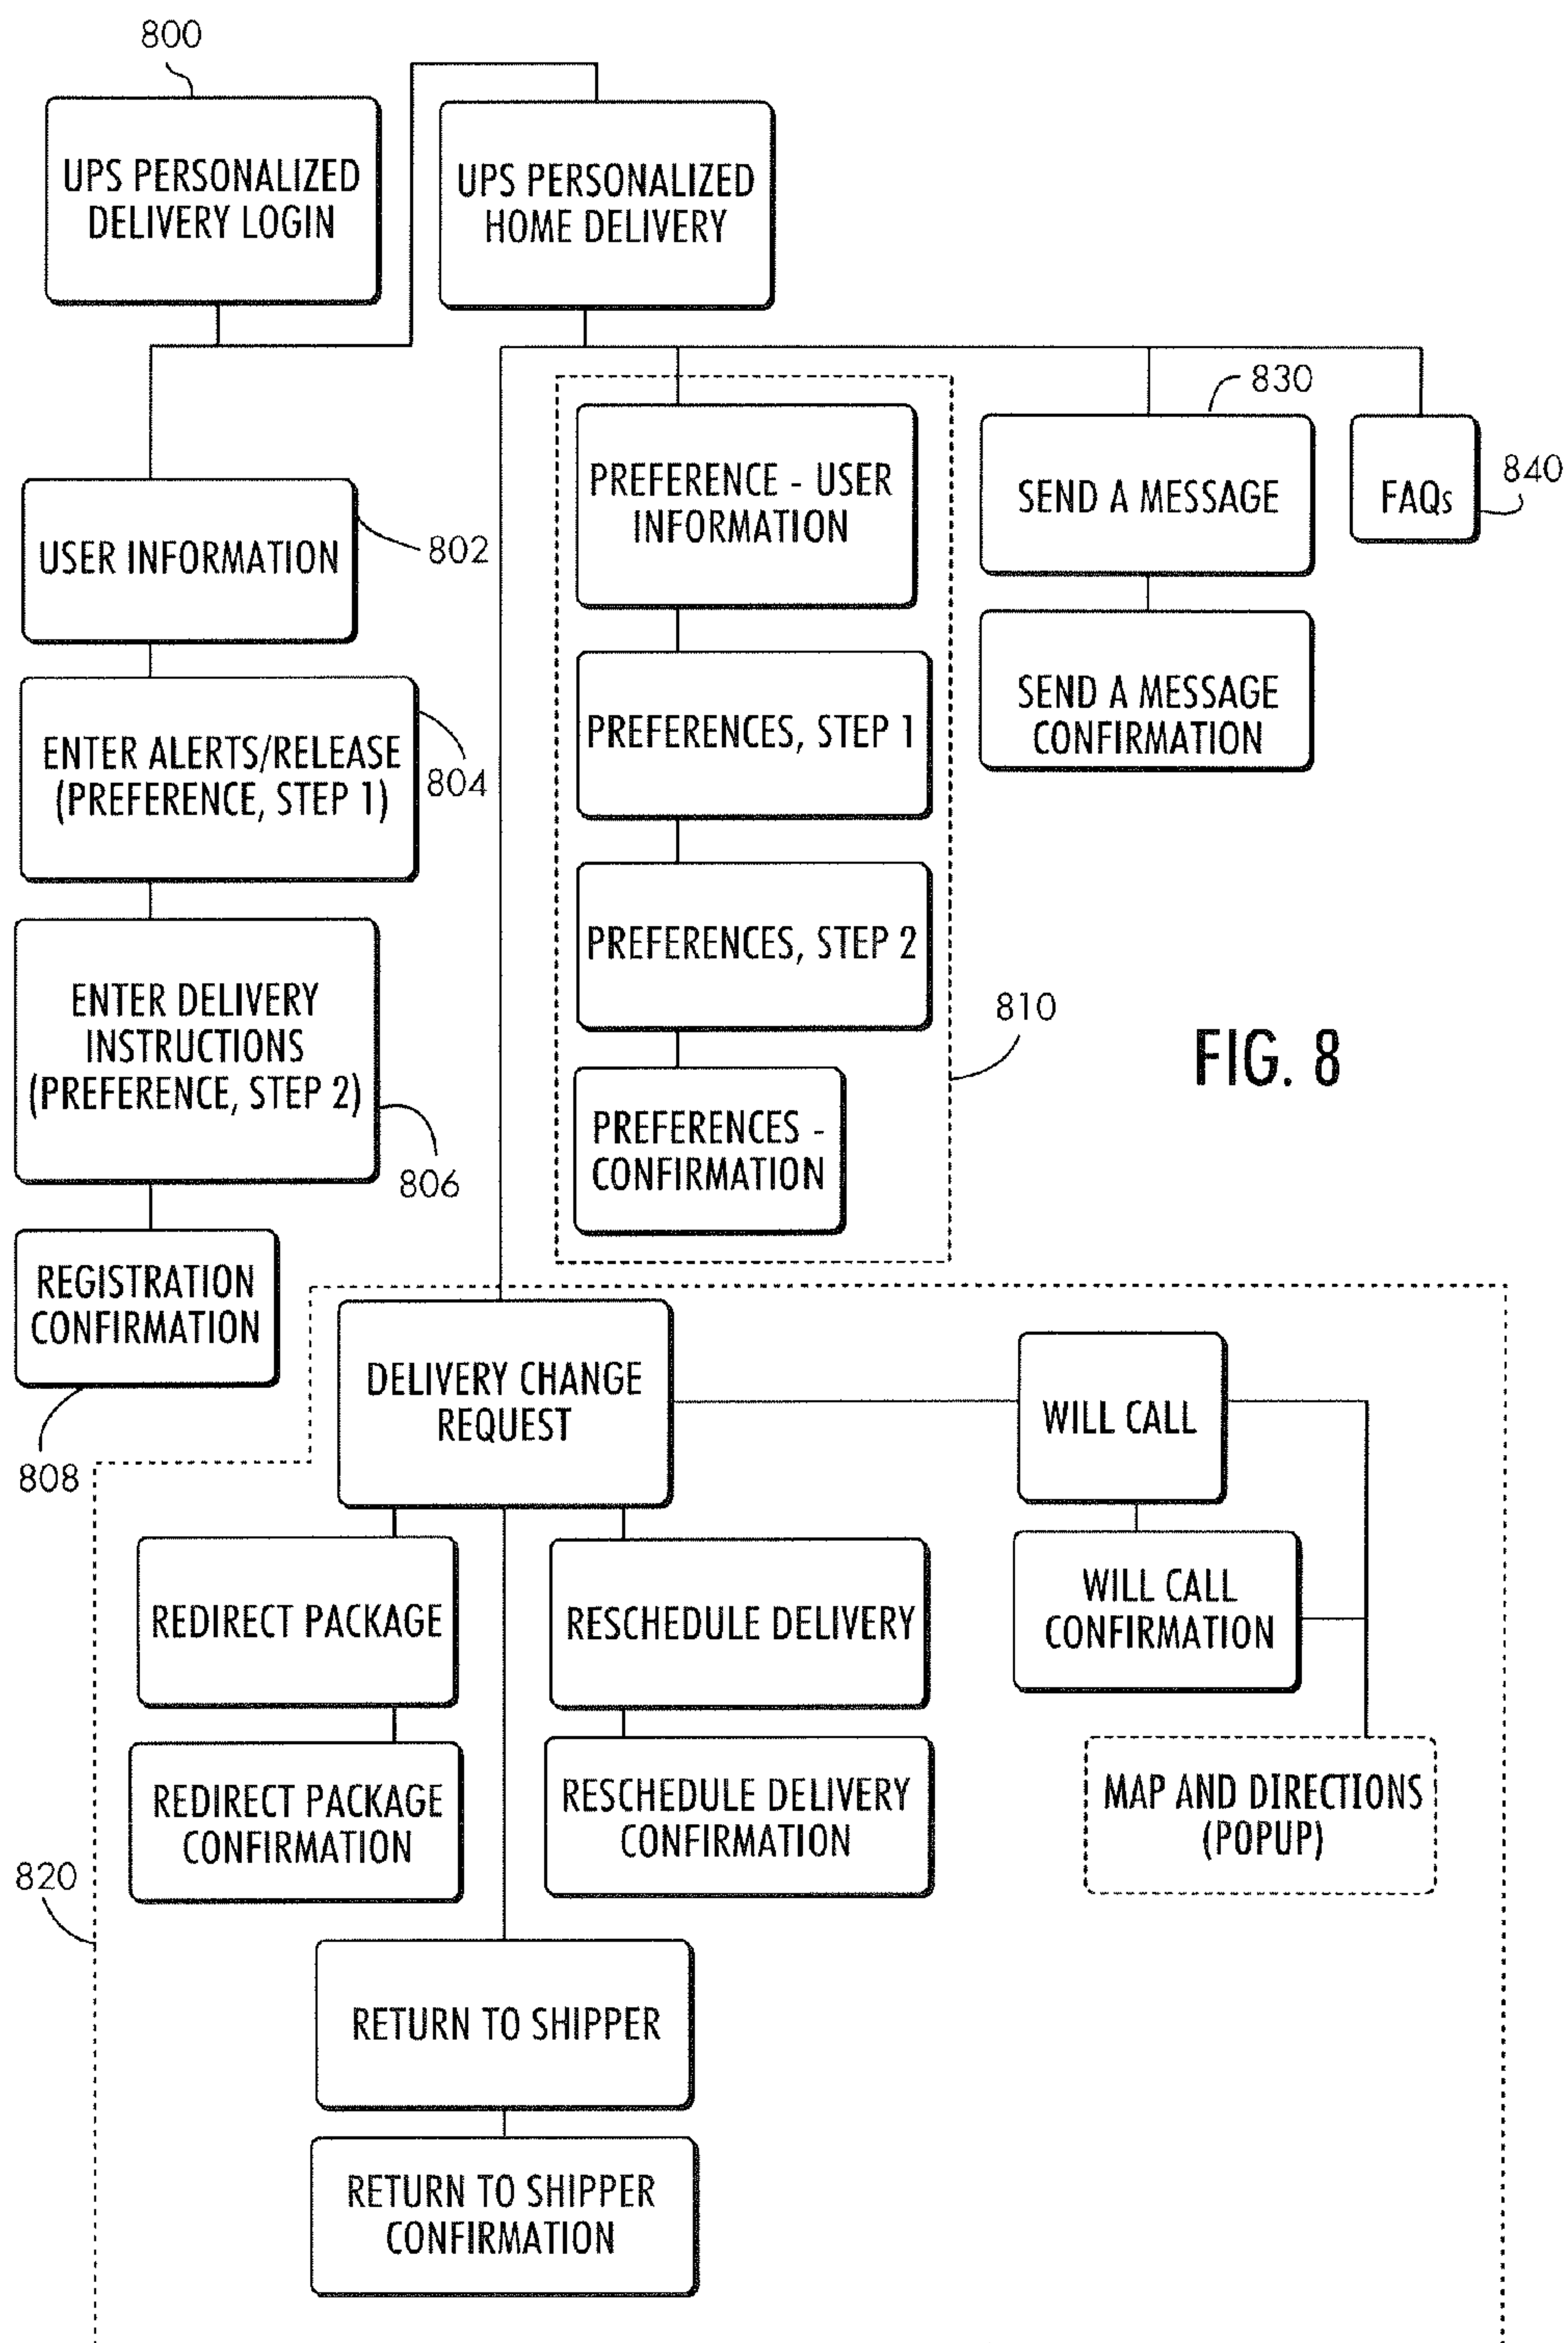 800
UPS PERSONALIZED
DELIVERY LOGIN
UPS PERSONALIZED
HOME DELIVERY
USER INFORMATION
802
ENTER ALERTS/RELEASE
(PREFERENCE, STEP 1)
804
ENTER DELIVERY
INSTRUCTIONS
(PREFERENCE, STEP 2)
806
REGISTRATION
CONFIRMATION
808
PREFERENCE - USER
INFORMATION
PREFERENCES, STEP 1
PREFERENCES, STEP 2
PREFERENCES -
CONFIRMATION
810
830
SEND A MESSAGE
SEND A MESSAGE
CONFIRMATION
FAQs
840
FIG. 8
DELIVERY CHANGE
REQUEST
WILL CALL
WILL CALL
CONFIRMATION
MAP AND DIRECTIONS
(POPUP)
REDIRECT PACKAGE
REDIRECT PACKAGE
CONFIRMATION
RESCHEDULE DELIVERY
RESCHEDULE DELIVERY
CONFIRMATION
820
RETURN TO SHIPPER
RETURN TO SHIPPER
CONFIRMATION